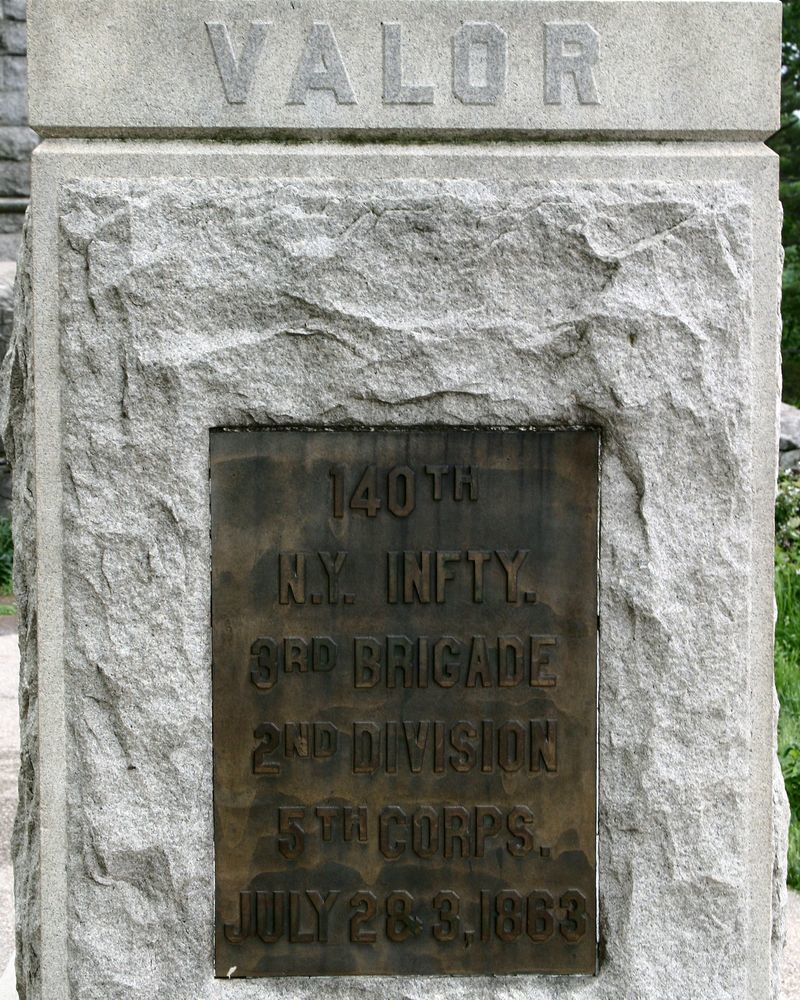 VALOR
140TH
N.Y. INFTY.
3RD BRIGADE
2ND DIVISION
5TH CORPS.
JULY 2 & 3, 1863